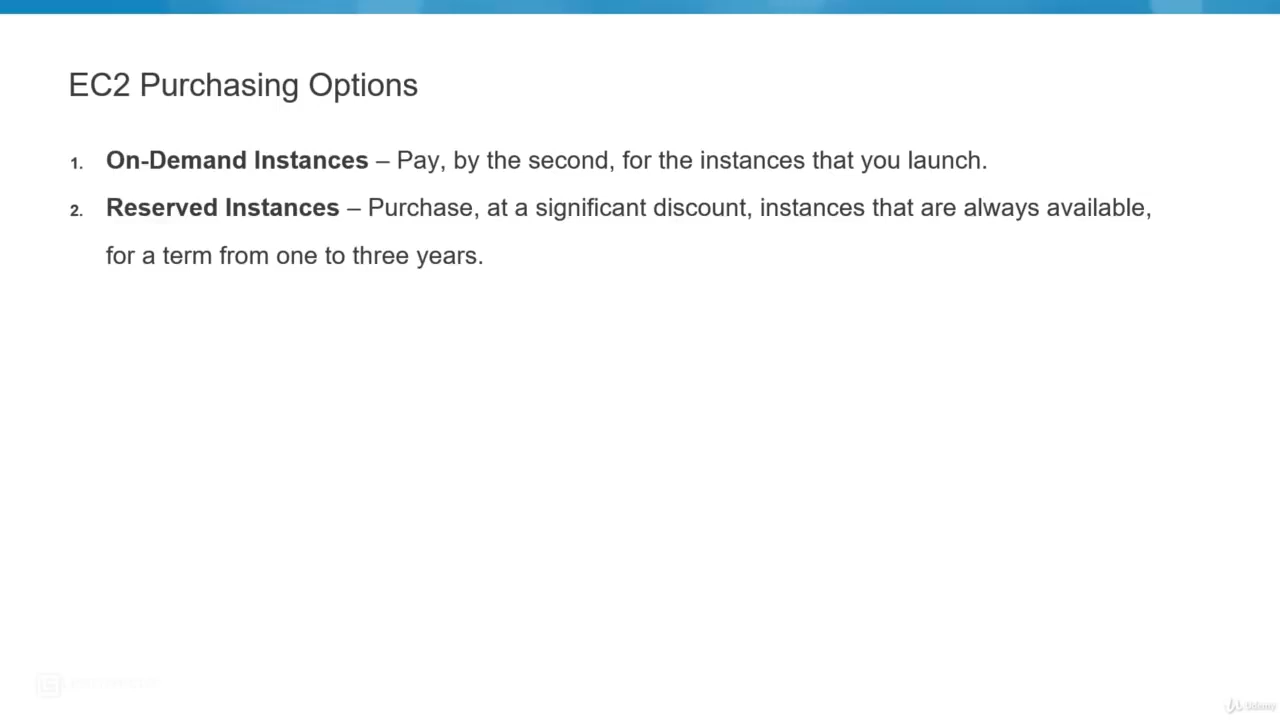 EC2 Purchasing Options
1. On-Demand Instances – Pay, by the second, for the instances that you launch.
2. Reserved Instances – Purchase, at a significant discount, instances that are always available,
for a term from one to three years.
Udemy